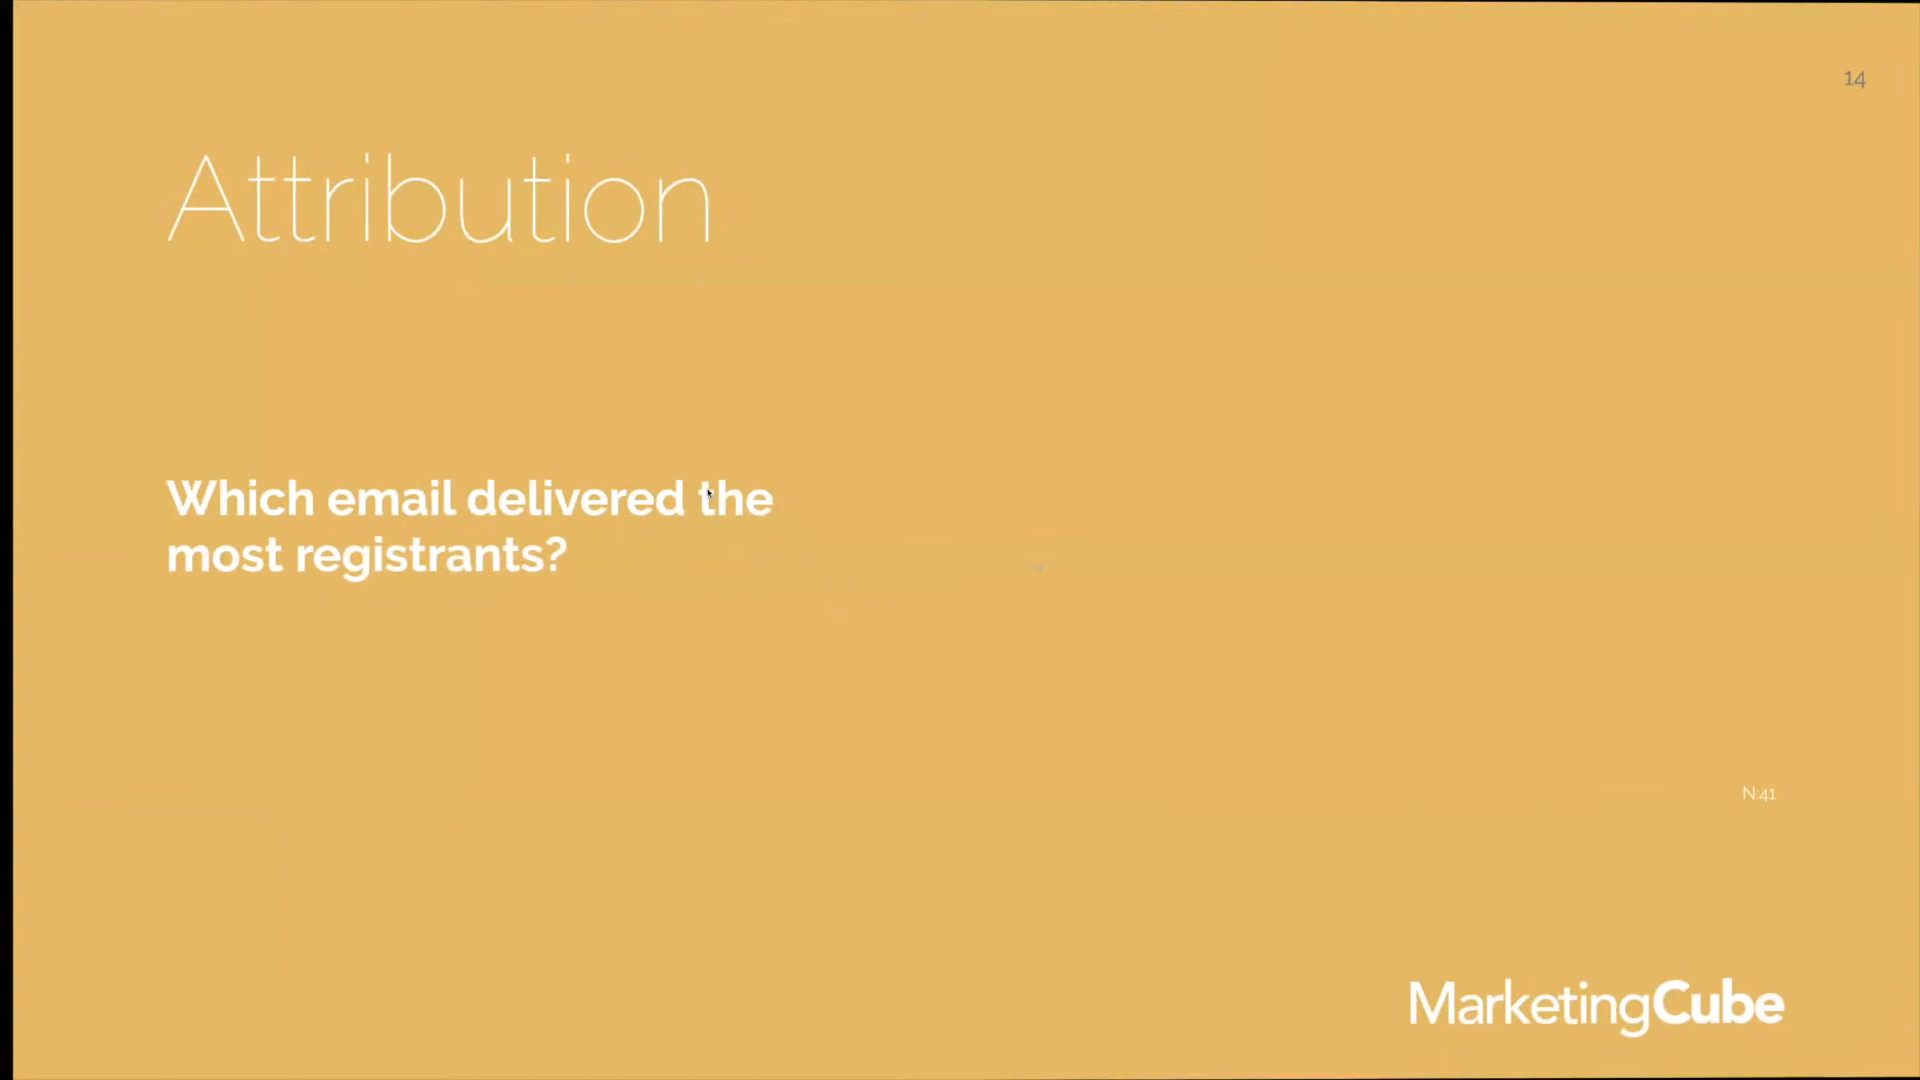 14
Attribution
Which email delivered the
most registrants?
N:41
MarketingCube